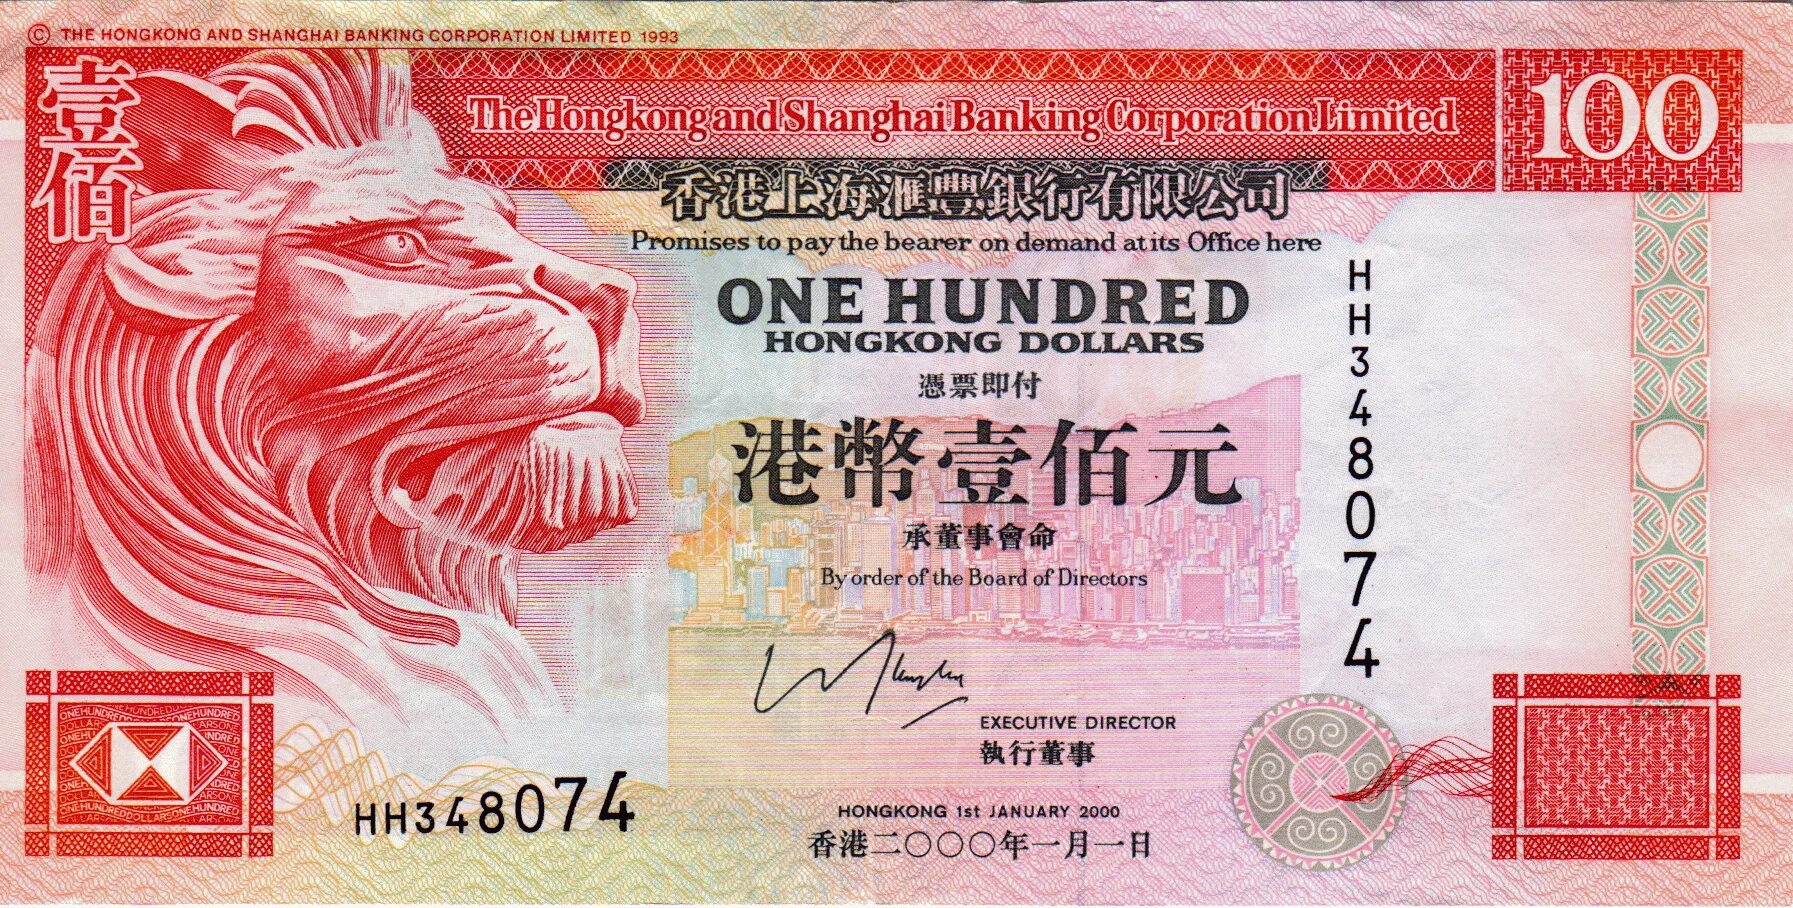 © THE HONGKONG AND SHANGHAI BANKING CORPORATION LIMITED 1993
壹佰
The Hongkong and Shanghai Banking Corporation Limited
100
香港上海滙豐銀行有限公司
Promises to pay the bearer on demand at its Office here
ONE HUNDRED
HONGKONG DOLLARS
憑票即付
港幣壹佰元
承董事會命
By order of the Board of Directors
HH348074
EXECUTIVE DIRECTOR
執行董事
HH348074
HONGKONG 1st JANUARY 2000
香港二〇〇〇年一月一日